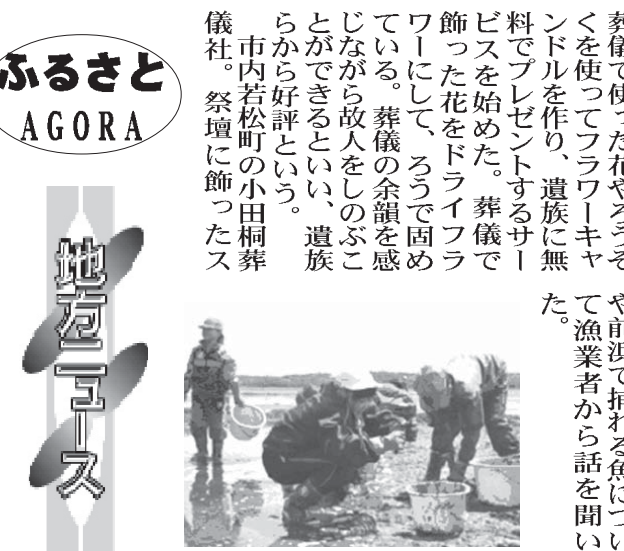 葬儀で使った花やろうそ
くを使ってフラワーキャ
ンドルを作り、遺族に無
料でプレゼントするサー
ビスを始めた。葬儀で
飾った花をドライフラ
ワーにして、ろうで固め
ている。葬儀の余韻を感
じながら故人をしのぶこ
とができるといい、遺族
らから好評という。
市内若松町の小田桐葬
儀社。祭壇に飾ったス
や前浜で捕れる魚につい
て漁業者から話を聞い
た。
ふるさと
AGORA
地方ニュース